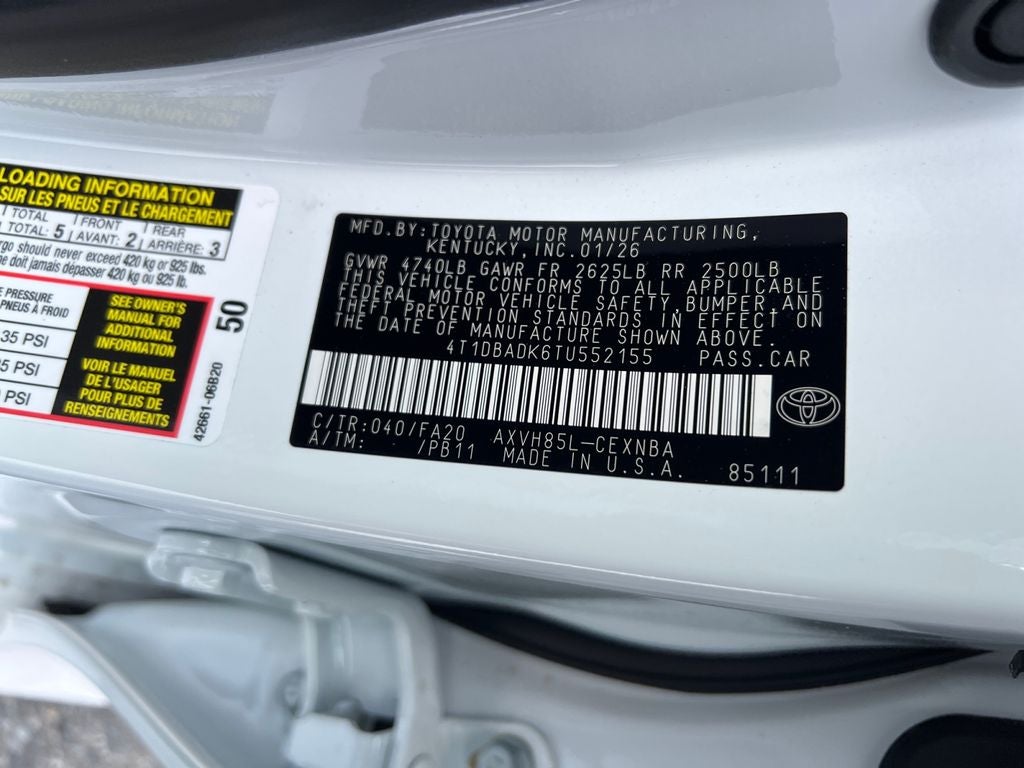 LOADING INFORMATION
SUR LES PNEUS ET LE CHARGEMENT
TOTAL FRONT REAR
TOTAL: 5 AVANT: 2 ARRIÈRE: 3
should never exceed 420 kg or 925 lbs.
doit jamais dépasser 420 kg ou 925 lb.
PRESSURE
PNEUS À FROID
35 PSI
PSI
PSI
SEE OWNER'S
MANUAL FOR
ADDITIONAL
INFORMATION
VOIR LE MANUEL
DE L'USAGER
POUR PLUS DE
RENSEIGNEMENTS
50
42661-06B20
MFD.BY:TOYOTA MOTOR MANUFACTURING,
KENTUCKY, INC.01/26
GVWR 4740LB GAWR FR 2625LB RR 2500LB
THIS VEHICLE CONFORMS TO ALL APPLICABLE
FEDERAL MOTOR VEHICLE SAFETY,BUMPER,AND
THEFT PREVENTION STANDARDS IN EFFECT ON
THE DATE OF MANUFACTURE SHOWN ABOVE.
4T1DBADK6TU552155 PASS.CAR
C/TR:040/FA20 AXVH85L-CEXNBA
A/TM: /PB11 MADE IN U.S.A. 85111